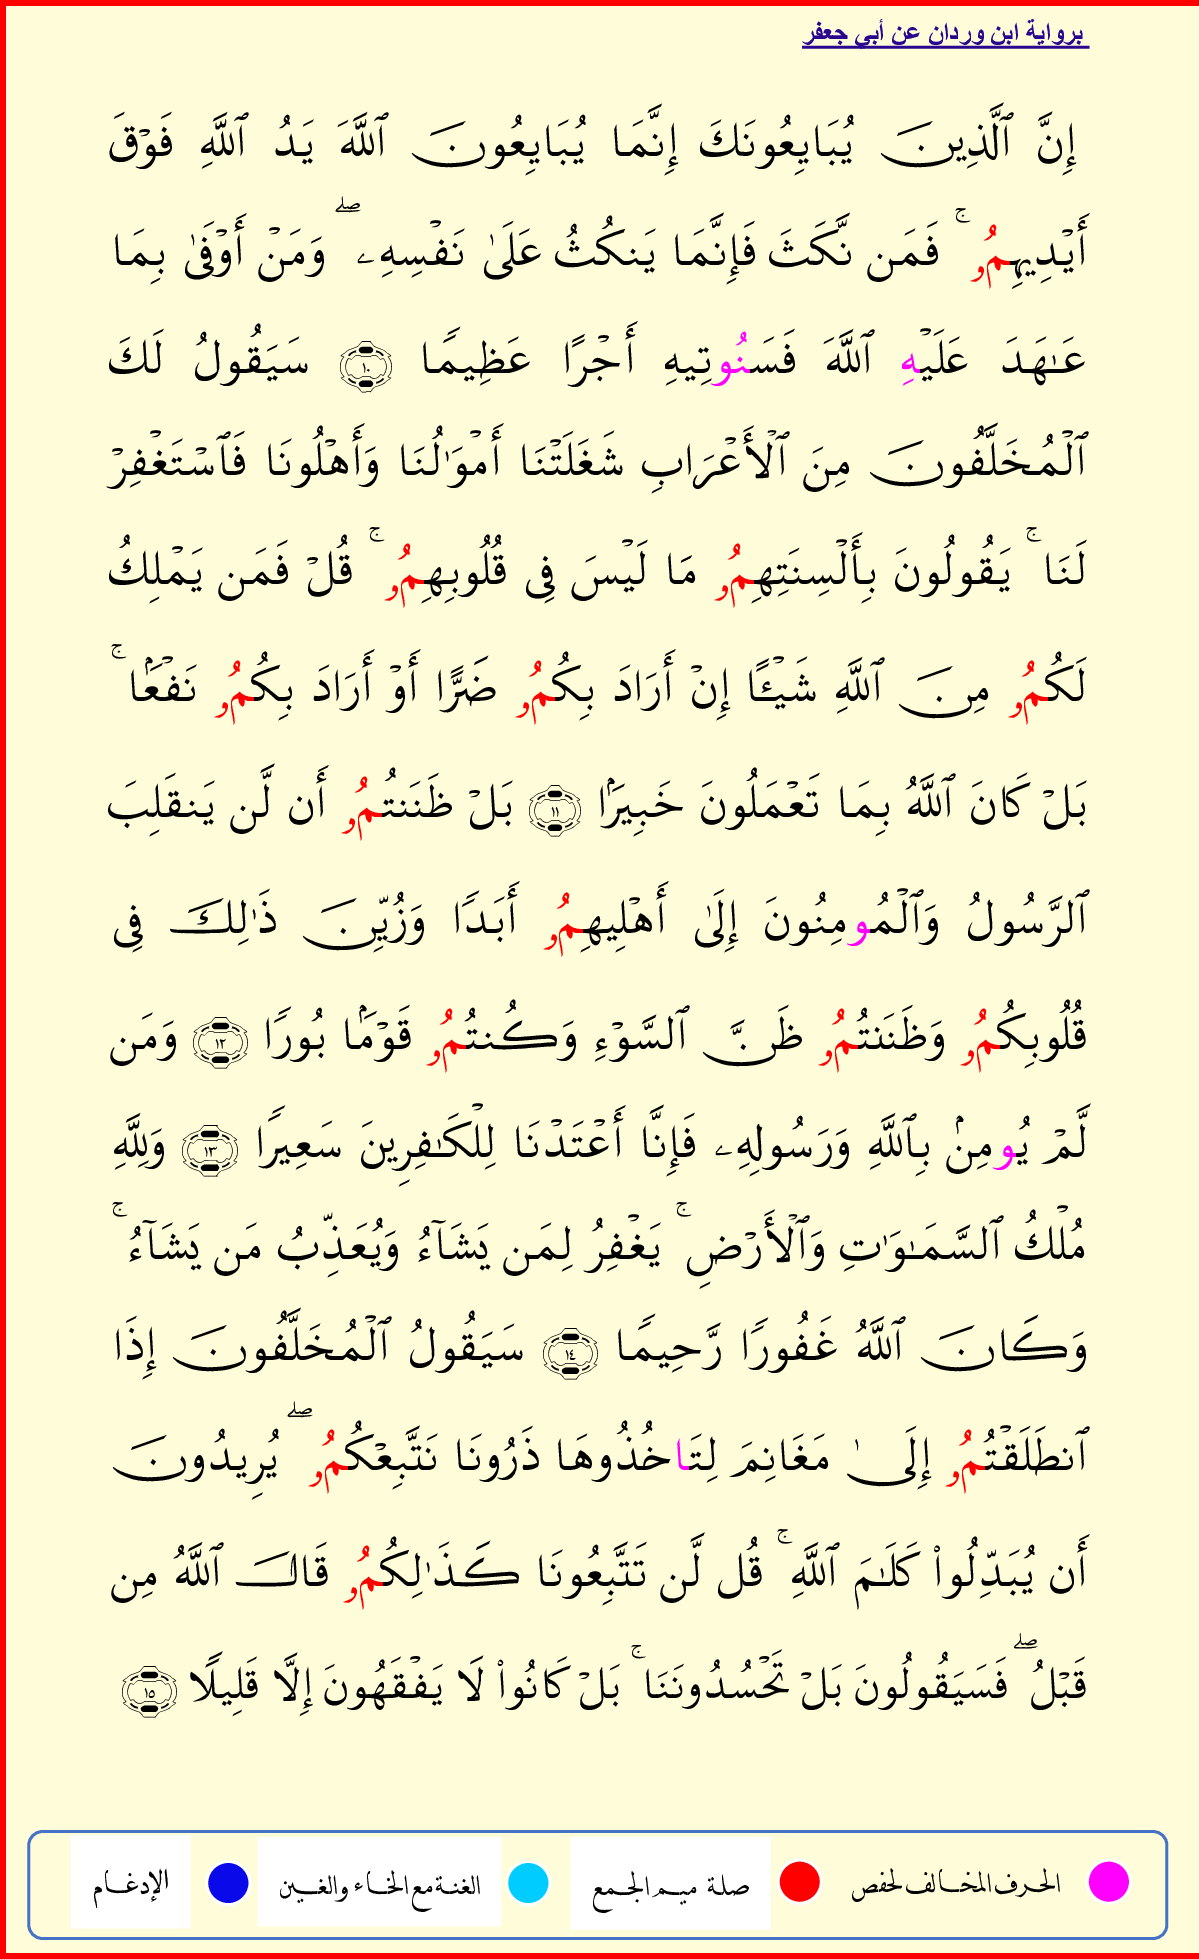 برواية ابن وردان عن أبي جعفر
إِنَّ ٱلَّذِينَ يُبَايِعُونَكَ إِنَّمَا يُبَايِعُونَ ٱللَّهَ يَدُ ٱللَّهِ فَوْقَ
أَيْدِيهِمُۥ ۚ فَمَن نَّكَثَ فَإِنَّمَا يَنكُثُ عَلَىٰ نَفْسِهِۦ ۖ وَمَنْ أَوْفَىٰ بِمَا
عَـٰهَدَ عَلَيْهِ ٱللَّهَ فَسَنُوتِيهِ أَجْرًا عَظِيمًا ١٠ سَيَقُولُ لَكَ
ٱلْمُخَلَّفُونَ مِنَ ٱلْأَعْرَابِ شَغَلَتْنَا أَمْوَٰلُنَا وَأَهْلُونَا فَٱسْتَغْفِرْ
لَنَا ۚ يَقُولُونَ بِأَلْسِنَتِهِمُۥ مَا لَيْسَ فِى قُلُوبِهِمُۥ ۚ قُلْ فَمَن يَمْلِكُ
لَكُمُۥ مِنَ ٱللَّهِ شَيْـًٔا إِنْ أَرَادَ بِكُمُۥ ضَرًّا أَوْ أَرَادَ بِكُمُۥ نَفْعَۢا ۚ
بَلْ كَانَ ٱللَّهُ بِمَا تَعْمَلُونَ خَبِيرَۢا ١١ بَلْ ظَنَنتُمُۥ أَن لَّن يَنقَلِبَ
ٱلرَّسُولُ وَٱلْمُومِنُونَ إِلَىٰ أَهْلِيهِمُۥ أَبَدًا وَزُيِّنَ ذَٰلِكَ فِى
قُلُوبِكُمُۥ وَظَنَنتُمُۥ ظَنَّ ٱلسَّوْءِ وَكُنتُمُۥ قَوْمَۢا بُورًا ١٢ وَمَن
لَّمْ يُومِنۢ بِٱللَّهِ وَرَسُولِهِۦ فَإِنَّا أَعْتَدْنَا لِلْكَـٰفِرِينَ سَعِيرًا ١٣ وَلِلَّهِ
مُلْكُ ٱلسَّمَـٰوَٰتِ وَٱلْأَرْضِ ۚ يَغْفِرُ لِمَن يَشَآءُ وَيُعَذِّبُ مَن يَشَآءُ ۚ
وَكَانَ ٱللَّهُ غَفُورًا رَّحِيمًا ١٤ سَيَقُولُ ٱلْمُخَلَّفُونَ إِذَا
ٱنطَلَقْتُمُۥ إِلَىٰ مَغَانِمَ لِتَاخُذُوهَا ذَرُونَا نَتَّبِعْكُمُۥ ۖ يُرِيدُونَ
أَن يُبَدِّلُوا۟ كَلَـٰمَ ٱللَّهِ ۚ قُل لَّن تَتَّبِعُونَا كَذَٰلِكُمُۥ قَالَ ٱللَّهُ مِن
قَبْلُ ۖ فَسَيَقُولُونَ بَلْ تَحْسُدُونَنَا ۚ بَلْ كَانُوا۟ لَا يَفْقَهُونَ إِلَّا قَلِيلًا ١٥
الحرف المخالف لحفص
صلة ميم الجمع
الغنة مع الخاء والغين
الإدغام